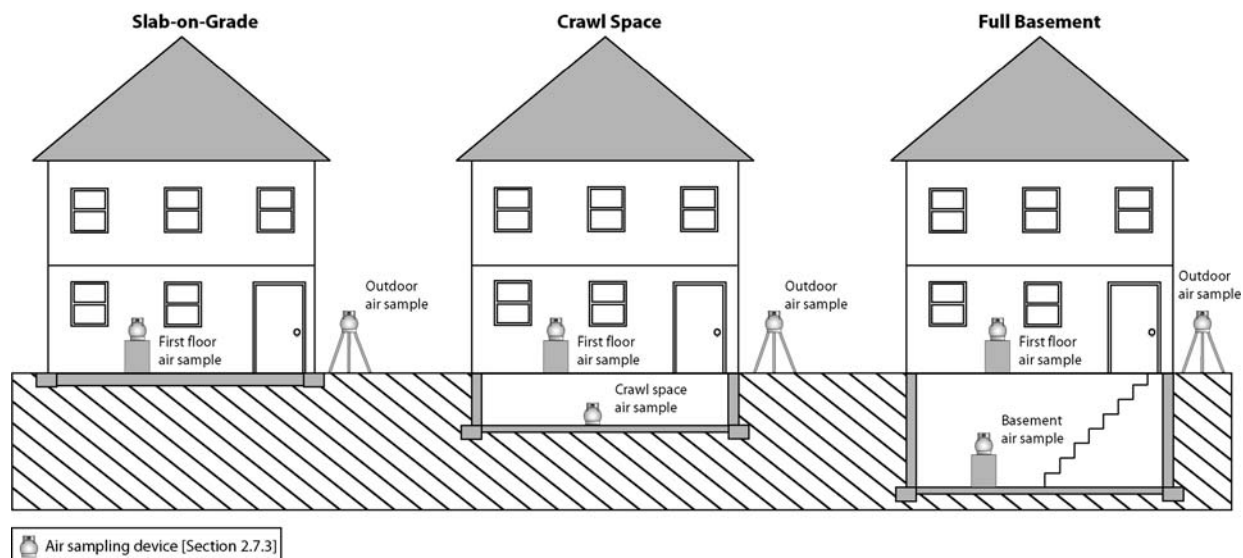 Slab-on-Grade
Crawl Space
Full Basement
Outdoor
air sample
First floor
air sample
Outdoor
air sample
First floor
air sample
Crawl space
air sample
Outdoor
air sample
First floor
air sample
Basement
air sample
Air sampling device [Section 2.7.3]